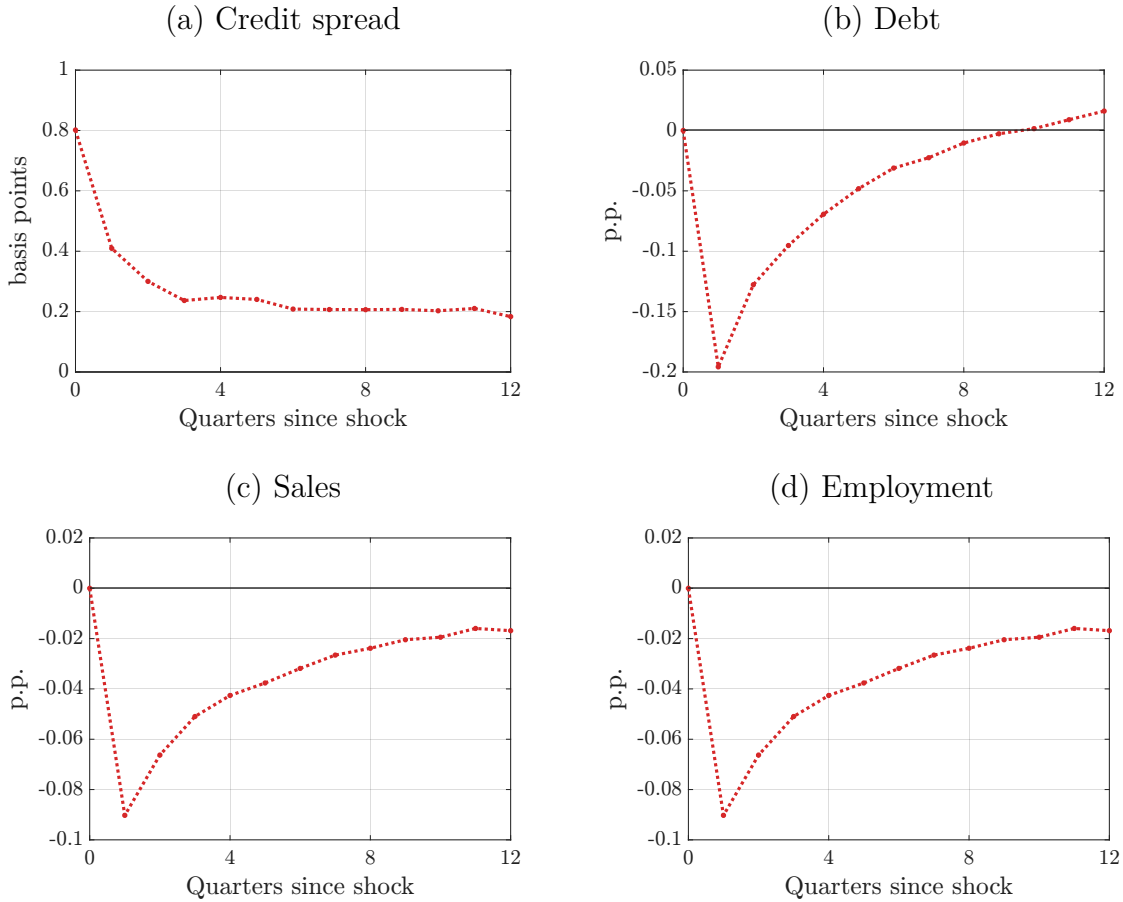 (a) Credit spread
1
0.8
0.6
0.4
0.2
0
basis points
0 4 8 12
Quarters since shock
(b) Debt
0.05
0
-0.05
-0.1
-0.15
-0.2
p.p.
0 4 8 12
Quarters since shock
(c) Sales
0.02
0
-0.02
-0.04
-0.06
-0.08
-0.1
p.p.
0 4 8 12
Quarters since shock
(d) Employment
0.02
0
-0.02
-0.04
-0.06
-0.08
-0.1
p.p.
0 4 8 12
Quarters since shock